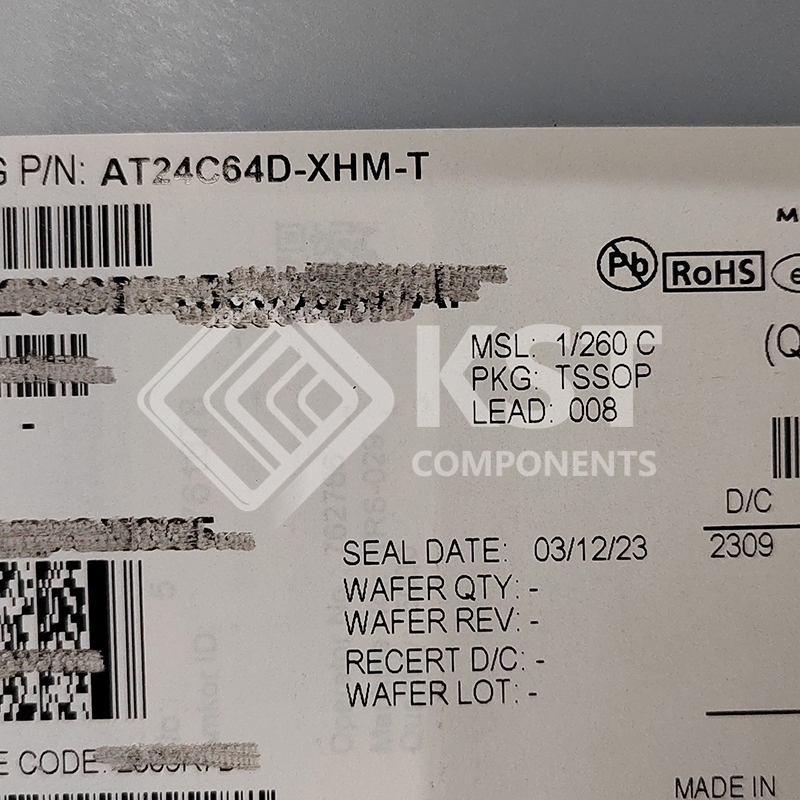 G P/N: AT24C64D-XHM-T
Pb
RoHS
e
MSL: 1/260 C
(Q
PKG: TSSOP
LEAD: 008
KST
COMPONENTS
D/C
SEAL DATE: 03/12/23
2309
WAFER QTY: -
WAFER REV: -
RECERT D/C: -
WAFER LOT: -
E CODE:
MADE IN